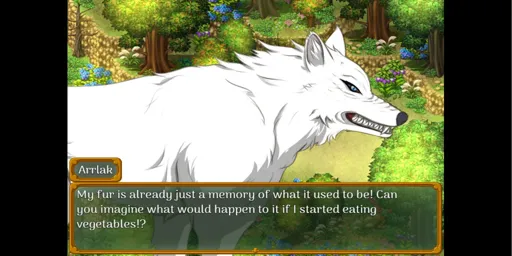 Arrlak
My fur is already just a memory of what it used to be! Can
you imagine what would happen to it if I started eating
vegetables!?